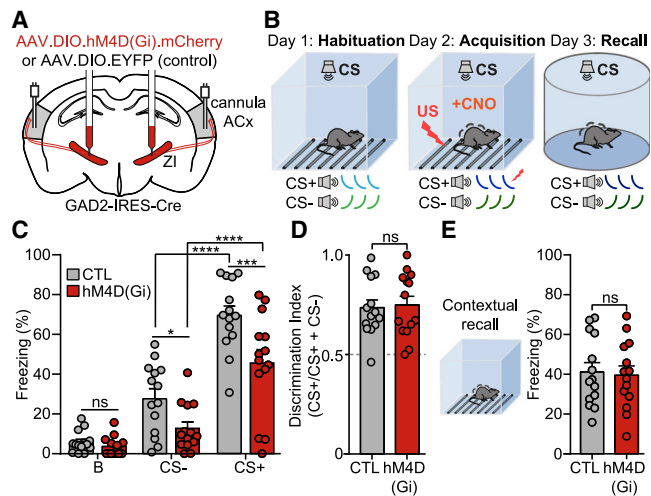 A
AAV.DIO.hM4D(Gi).mCherry
or AAV.DIO.EYFP (control)
cannula
ACx
ZI
GAD2-IRES-Cre
B
Day 1: Habituation Day 2: Acquisition Day 3: Recall
CS CS CS
US +CNO
CS+ CS+ CS+
CS- CS- CS-
C
Freezing (%)
100
80
60
40
20
0
CTL
hM4D(Gi)
ns
*
****
****
***
B CS- CS+
D
Discrimination Index
(CS+/CS+ + CS-)
1.0
0.5
0
ns
CTL hM4D
(Gi)
E
Contextual
recall
Freezing (%)
100
80
60
40
20
0
ns
CTL hM4D
(Gi)